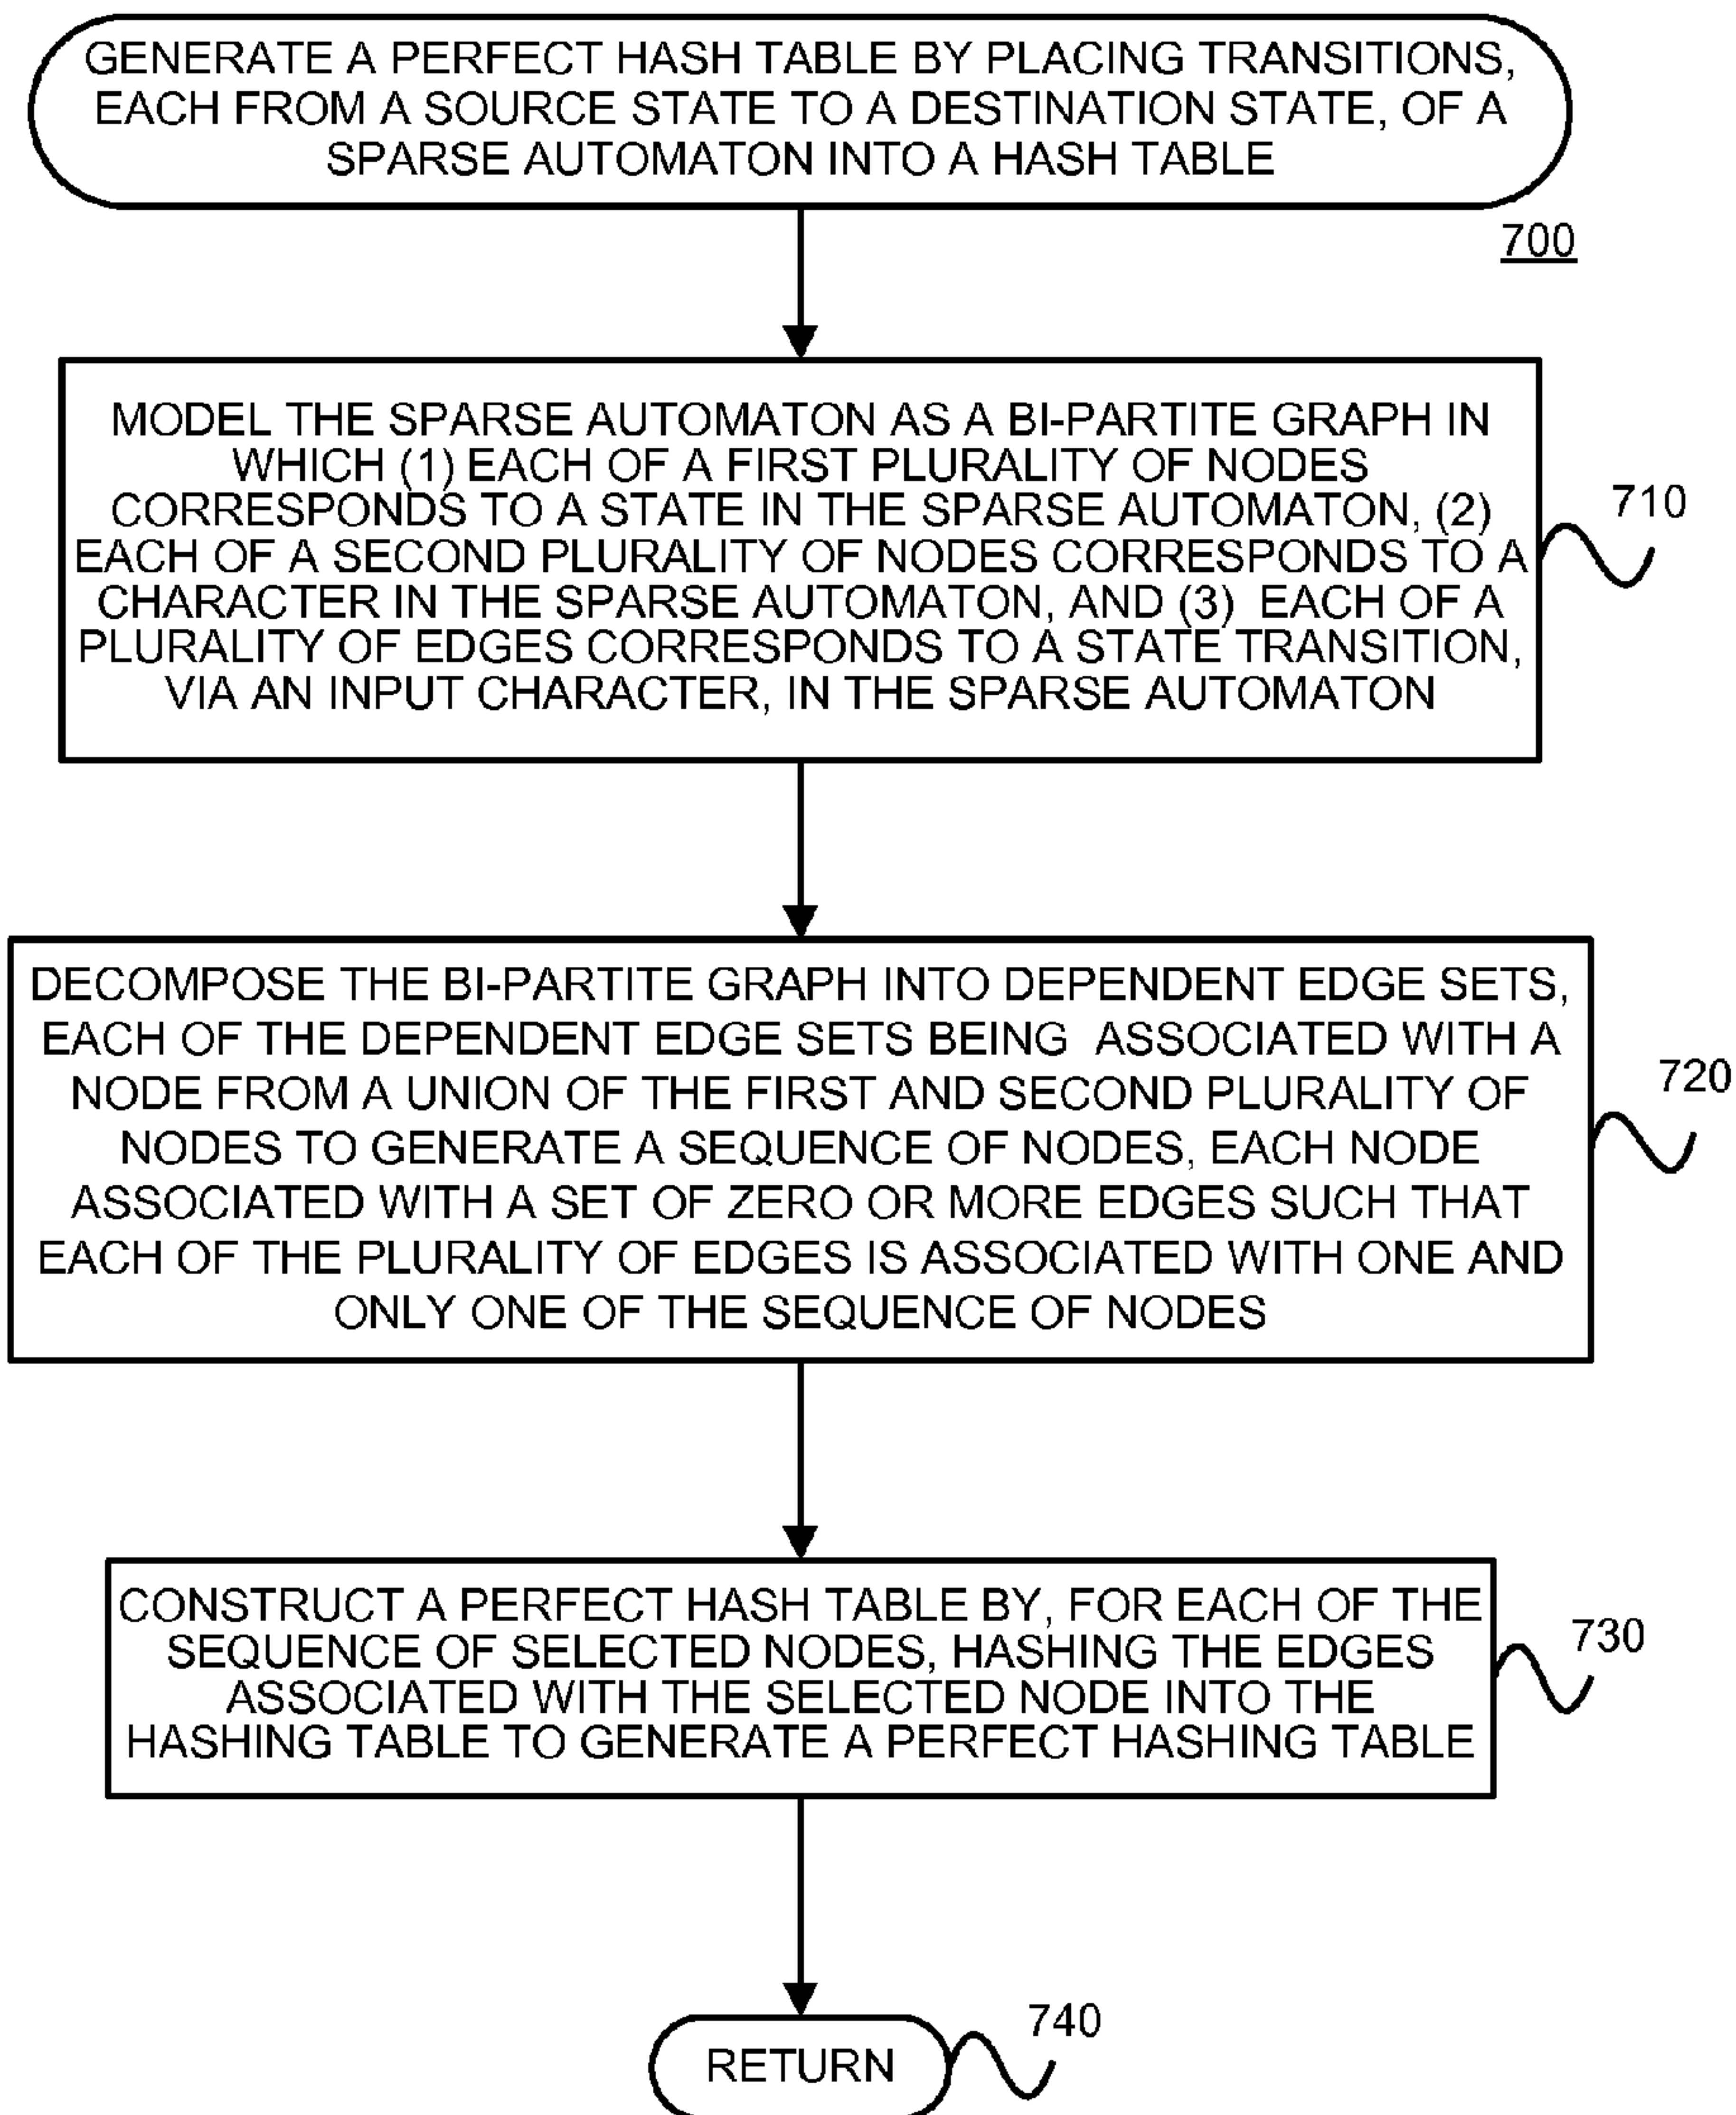 GENERATE A PERFECT HASH TABLE BY PLACING TRANSITIONS,
EACH FROM A SOURCE STATE TO A DESTINATION STATE, OF A
SPARSE AUTOMATON INTO A HASH TABLE
700
MODEL THE SPARSE AUTOMATON AS A BI-PARTITE GRAPH IN
WHICH (1) EACH OF A FIRST PLURALITY OF NODES
CORRESPONDS TO A STATE IN THE SPARSE AUTOMATON, (2)
EACH OF A SECOND PLURALITY OF NODES CORRESPONDS TO A
CHARACTER IN THE SPARSE AUTOMATON, AND (3) EACH OF A
PLURALITY OF EDGES CORRESPONDS TO A STATE TRANSITION,
VIA AN INPUT CHARACTER, IN THE SPARSE AUTOMATON
710
DECOMPOSE THE BI-PARTITE GRAPH INTO DEPENDENT EDGE SETS,
EACH OF THE DEPENDENT EDGE SETS BEING ASSOCIATED WITH A
NODE FROM A UNION OF THE FIRST AND SECOND PLURALITY OF
NODES TO GENERATE A SEQUENCE OF NODES, EACH NODE
ASSOCIATED WITH A SET OF ZERO OR MORE EDGES SUCH THAT
EACH OF THE PLURALITY OF EDGES IS ASSOCIATED WITH ONE AND
ONLY ONE OF THE SEQUENCE OF NODES
720
CONSTRUCT A PERFECT HASH TABLE BY, FOR EACH OF THE
SEQUENCE OF SELECTED NODES, HASHING THE EDGES
ASSOCIATED WITH THE SELECTED NODE INTO THE
HASHING TABLE TO GENERATE A PERFECT HASHING TABLE
730
RETURN
740